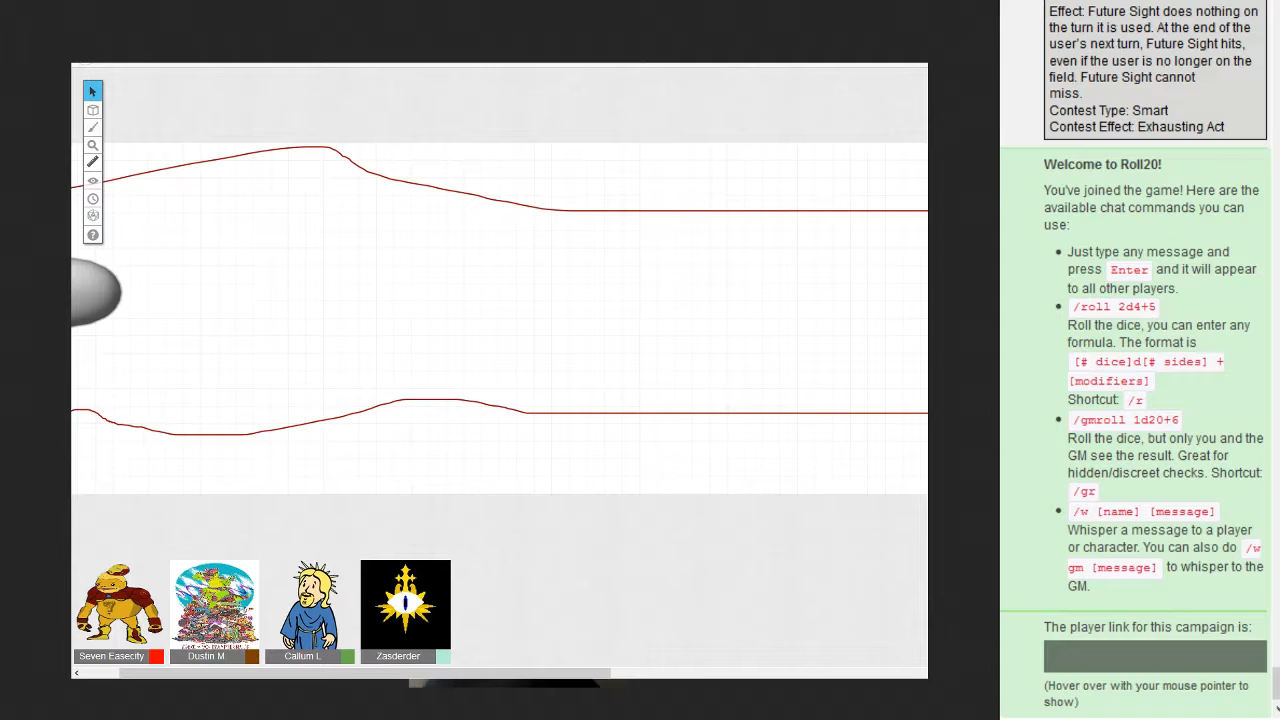 Effect: Future Sight does nothing on
the turn it is used. At the end of the
user's next turn, Future Sight hits,
even if the user is no longer on the
field. Future Sight cannot
miss.
Contest Type: Smart
Contest Effect: Exhausting Act
Welcome to Roll20!
You've joined the game! Here are the
available chat commands you can
use:
Just type any message and
press Enter and it will appear
to all other players.
/roll 2d4+5
Roll the dice, you can enter any
formula. The format is
[# dice]d[# sides] +
[modifiers]
Shortcut: /r
/gmroll 1d20+6
Roll the dice, but only you and the
GM see the result. Great for
hidden/discreet checks. Shortcut:
/gr
/w [name] [message]
Whisper a message to a player
or character. You can also do /w
gm [message] to whisper to the
GM.
The player link for this campaign is:
(Hover over with your mouse pointer to
show)
Seven Easecity
Dustin M
Callum L
Zasderder